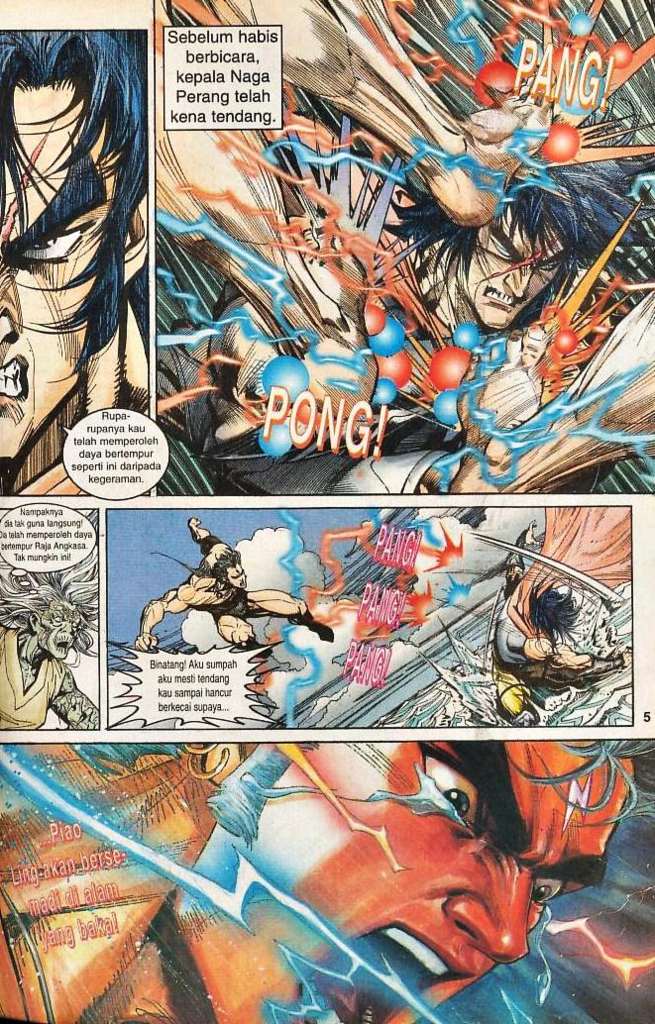 Sebelum habis
berbicara,
kepala Naga
Perang telah
kena tendang.
PANG!
PONG!
Rupa-
rupanya kau
telah memperoleh
daya bertempur
seperti ini daripada
kegeraman.
Nampaknya
dia tak guna langsung!
Dia telah memperoleh daya
bertempur Raja Angkasa.
Tak mungkin ini!
PANG!
PANG!
PANG!
Binatang! Aku sumpah
aku mesti tendang
kau sampai hancur
berkecai supaya...
5
...Piao
Ling akan berse-
madi di alam
yang baka!